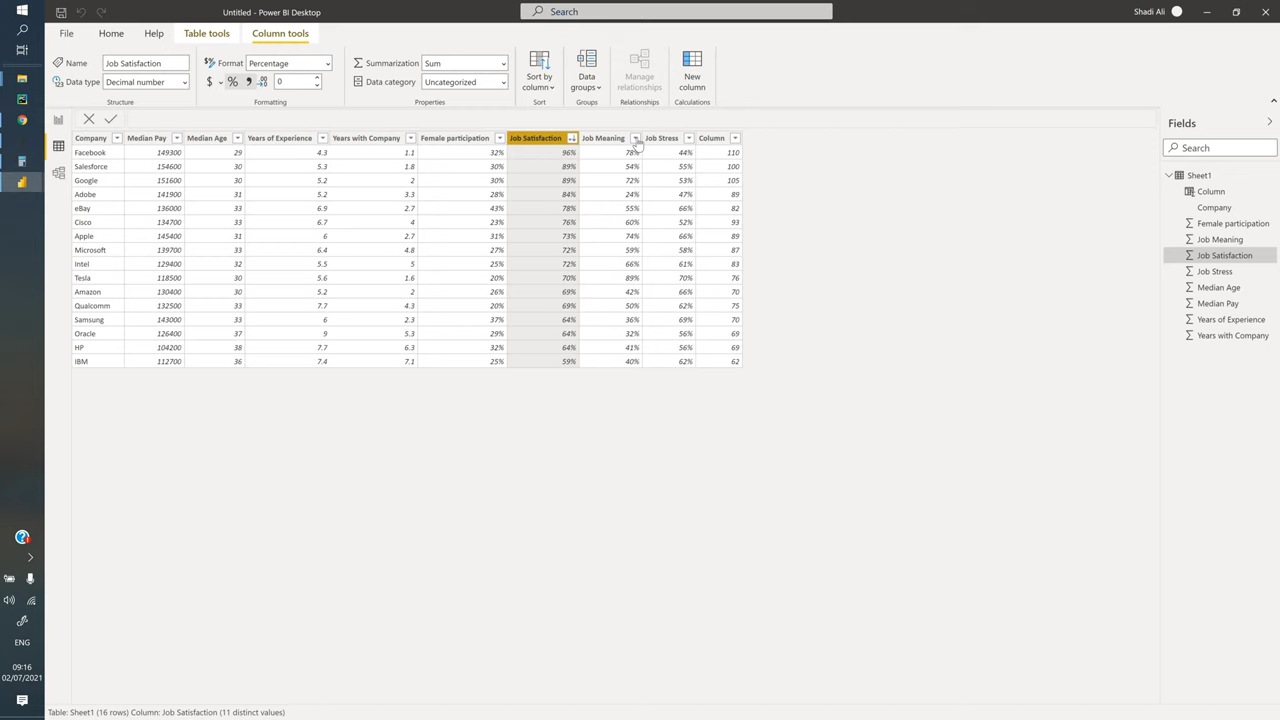 Untitled - Power BI Desktop
Search
Shadi Ali
File
Home
Help
Table tools
Column tools
Name
Job Satisfaction
Format
Percentage
Summarization
Sum
Data type
Decimal number
$
%
0
Data category
Uncategorized
Sort by
column
Data
groups
Manage
relationships
New
column
Structure
Formatting
Properties
Sort
Groups
Relationships
Calculations
Company Median Pay Median Age Years of Experience Years with Company Female participation Job Satisfaction Job Meaning Job Stress Column
Facebook 149300 29 4.3 1.1 32% 96% 78% 44% 110
Salesforce 154600 30 5.3 1.8 30% 89% 54% 55% 100
Google 151600 30 5.2 2 30% 89% 72% 53% 105
Adobe 141900 31 5.2 3.3 28% 84% 24% 47% 89
eBay 136000 33 6.9 2.7 43% 78% 55% 66% 82
Cisco 134700 33 6.7 4 23% 76% 60% 52% 93
Apple 145400 31 6 2.7 31% 73% 74% 66% 89
Microsoft 139700 33 6.4 4.8 27% 72% 59% 58% 87
Intel 129400 32 5.5 5 25% 72% 66% 61% 83
Tesla 118500 30 5.6 1.6 20% 70% 89% 70% 76
Amazon 130400 30 5.2 2 26% 69% 42% 66% 70
Qualcomm 132500 33 7.7 4.3 20% 69% 50% 62% 75
Samsung 143000 33 6 2.3 37% 64% 36% 69% 70
Oracle 126400 37 9 5.3 29% 64% 32% 56% 69
HP 104200 38 7.7 6.3 32% 64% 41% 56% 69
IBM 112700 36 7.4 7.1 25% 59% 40% 62% 62
Fields
Search
Sheet1
Column
Company
Female participation
Job Meaning
Job Satisfaction
Job Stress
Median Age
Median Pay
Years of Experience
Years with Company
ENG
09:16
02/07/2021
Table: Sheet1 (16 rows) Column: Job Satisfaction (11 distinct values)